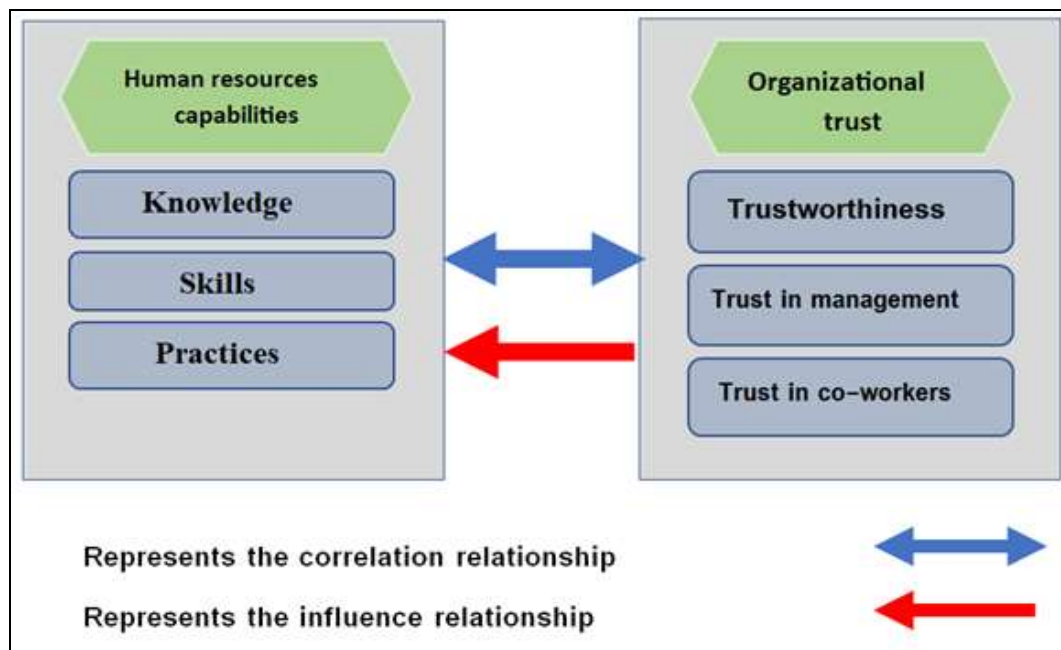 Human resources
capabilities
Knowledge
Skills
Practices
Organizational
trust
Trustworthiness
Trust in management
Trust in co-workers
Represents the correlation relationship
Represents the influence relationship